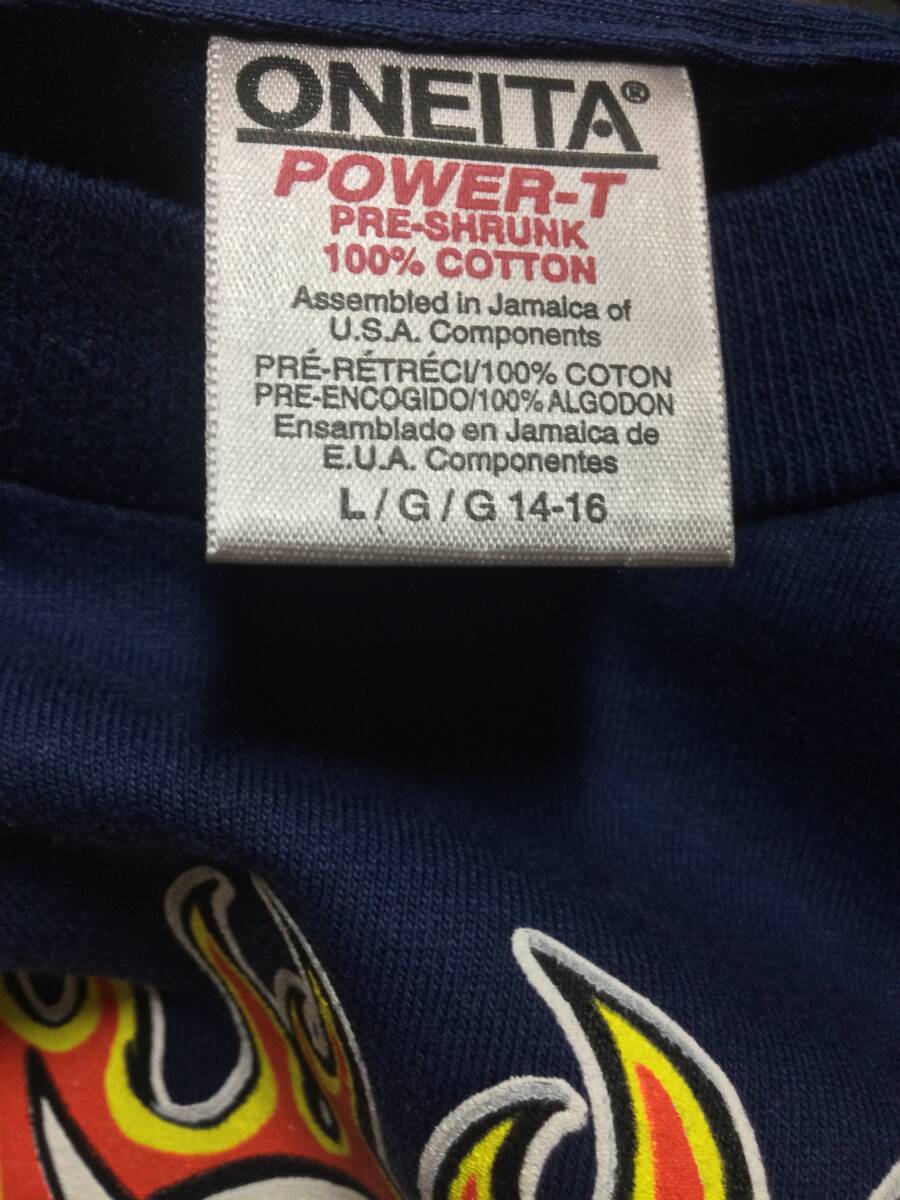 ONEITA®
POWER-T
PRE-SHRUNK
100% COTTON
Assembled in Jamaica of
U.S.A. Components
PRÉ-RÉTRÉCI/100% COTON
PRE-ENCOGIDO/100% ALGODON
Ensamblado en Jamaica de
E.U.A. Componentes
L / G / G 14-16